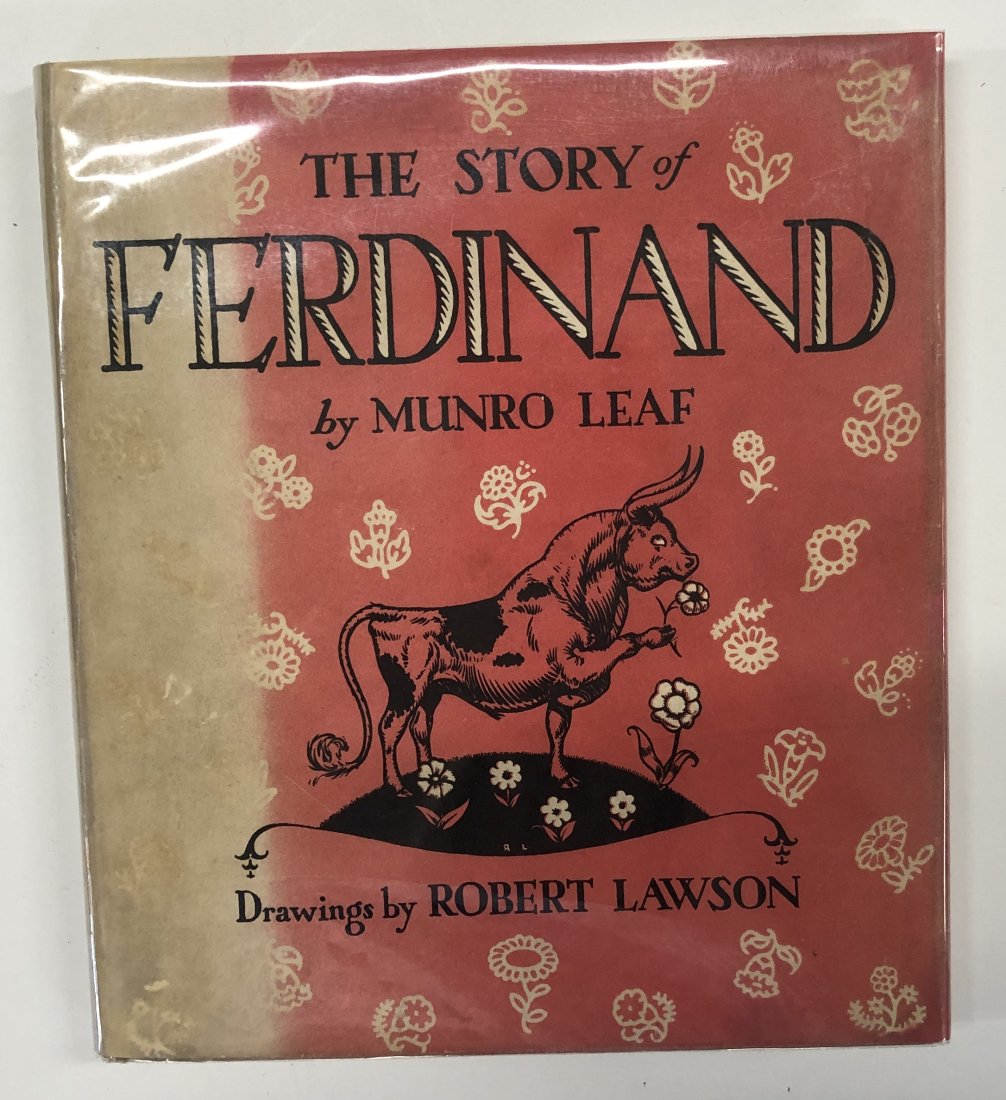 THE STORY of
FERDINAND
by MUNRO LEAF
R L
Drawings by ROBERT LAWSON